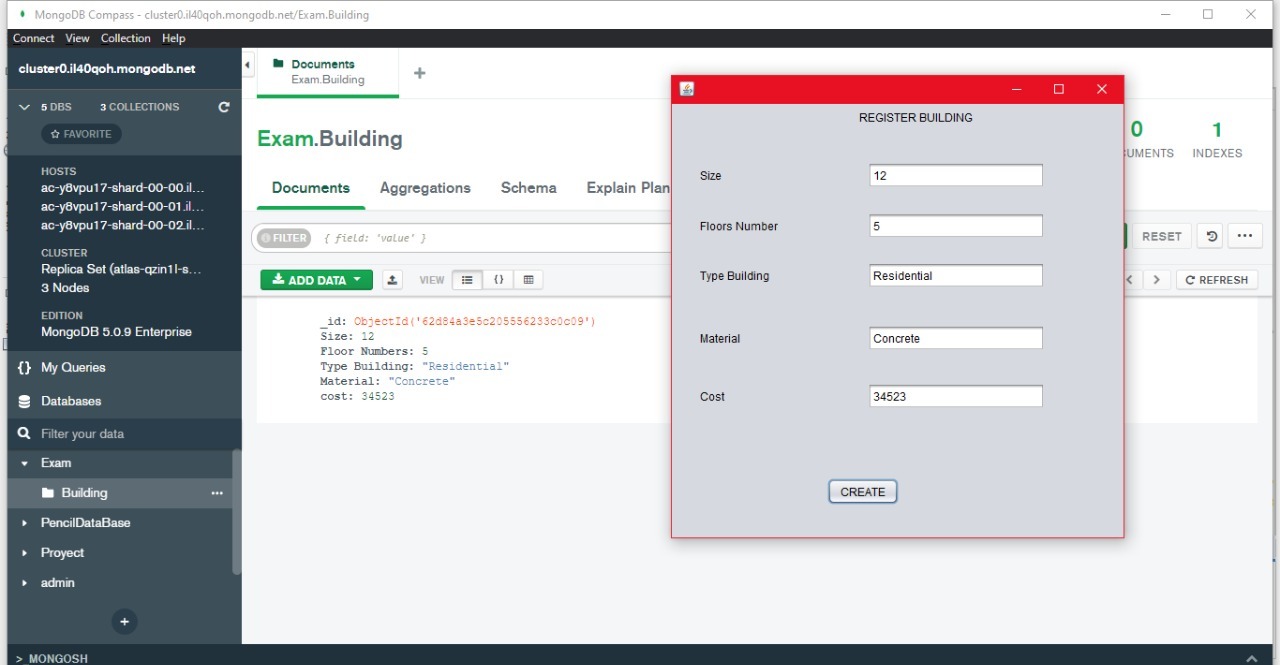 MongoDB Compass - cluster0.il40qoh.mongodb.net/Exam.Building
Connect View Collection Help
cluster0.il40qoh.mongodb.net
5 DBS 3 COLLECTIONS
FAVORITE
HOSTS
ac-y8vpu17-shard-00-00.il...
ac-y8vpu17-shard-00-01.il...
ac-y8vpu17-shard-00-02.il...
CLUSTER
Replica Set (atlas-qzin1l-s...
3 Nodes
EDITION
MongoDB 5.0.9 Enterprise
{} My Queries
Databases
Filter your data
Exam
Building ...
PencilDataBase
Proyect
admin
+
>_MONGOSH
Documents
Exam.Building
+
Exam.Building
0
UMENTS
1
INDEXES
Documents Aggregations Schema Explain Plan
FILTER { field: 'value' }
RESET ...
ADD DATA VIEW {} < > REFRESH
_id: ObjectId('62d84a3e5c205556233c0c09')
Size: 12
Floor Numbers: 5
Type Building: "Residential"
Material: "Concrete"
cost: 34523
REGISTER BUILDING
Size 12
Floors Number 5
Type Building Residential
Material Concrete
Cost 34523
CREATE